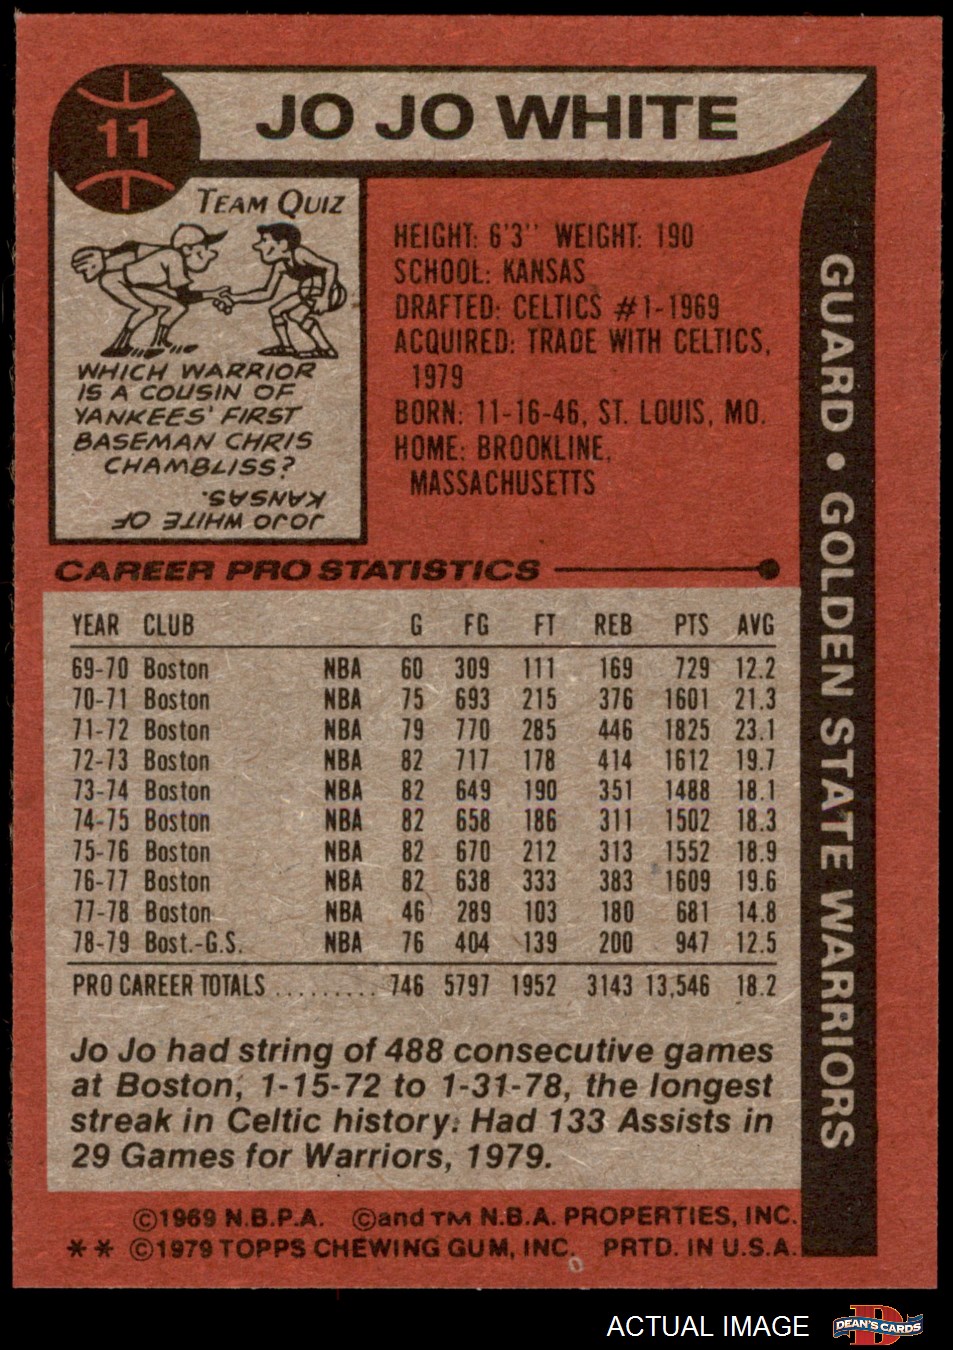 11
JO JO WHITE
TEAM QUIZ
WHICH WARRIOR
IS A COUSIN OF
YANKEES' FIRST
BASEMAN CHRIS
CHAMBLISS?
JOJO WHITE OF
KANSAS.
HEIGHT: 6'3" WEIGHT: 190
SCHOOL: KANSAS
DRAFTED: CELTICS #1-1969
ACQUIRED: TRADE WITH CELTICS,
1979
BORN: 11-16-46, ST. LOUIS, MO.
HOME: BROOKLINE,
MASSACHUSETTS
GUARD • GOLDEN STATE WARRIORS
CAREER PRO STATISTICS
YEAR CLUB G FG FT REB PTS AVG
69-70 Boston NBA 60 309 111 169 729 12.2
70-71 Boston NBA 75 693 215 376 1601 21.3
71-72 Boston NBA 79 770 285 446 1825 23.1
72-73 Boston NBA 82 717 178 414 1612 19.7
73-74 Boston NBA 82 649 190 351 1488 18.1
74-75 Boston NBA 82 658 186 311 1502 18.3
75-76 Boston NBA 82 670 212 313 1552 18.9
76-77 Boston NBA 82 638 333 383 1609 19.6
77-78 Boston NBA 46 289 103 180 681 14.8
78-79 Bost.-G.S. NBA 76 404 139 200 947 12.5
PRO CAREER TOTALS ......... 746 5797 1952 3143 13,546 18.2
Jo Jo had string of 488 consecutive games
at Boston, 1-15-72 to 1-31-78, the longest
streak in Celtic history. Had 133 Assists in
29 Games for Warriors, 1979.
©1969 N.B.P.A. ©and TM N.B.A. PROPERTIES, INC.
** ©1979 TOPPS CHEWING GUM, INC. PRTD. IN U.S.A.
ACTUAL IMAGE
D
DEAN'S CARDS